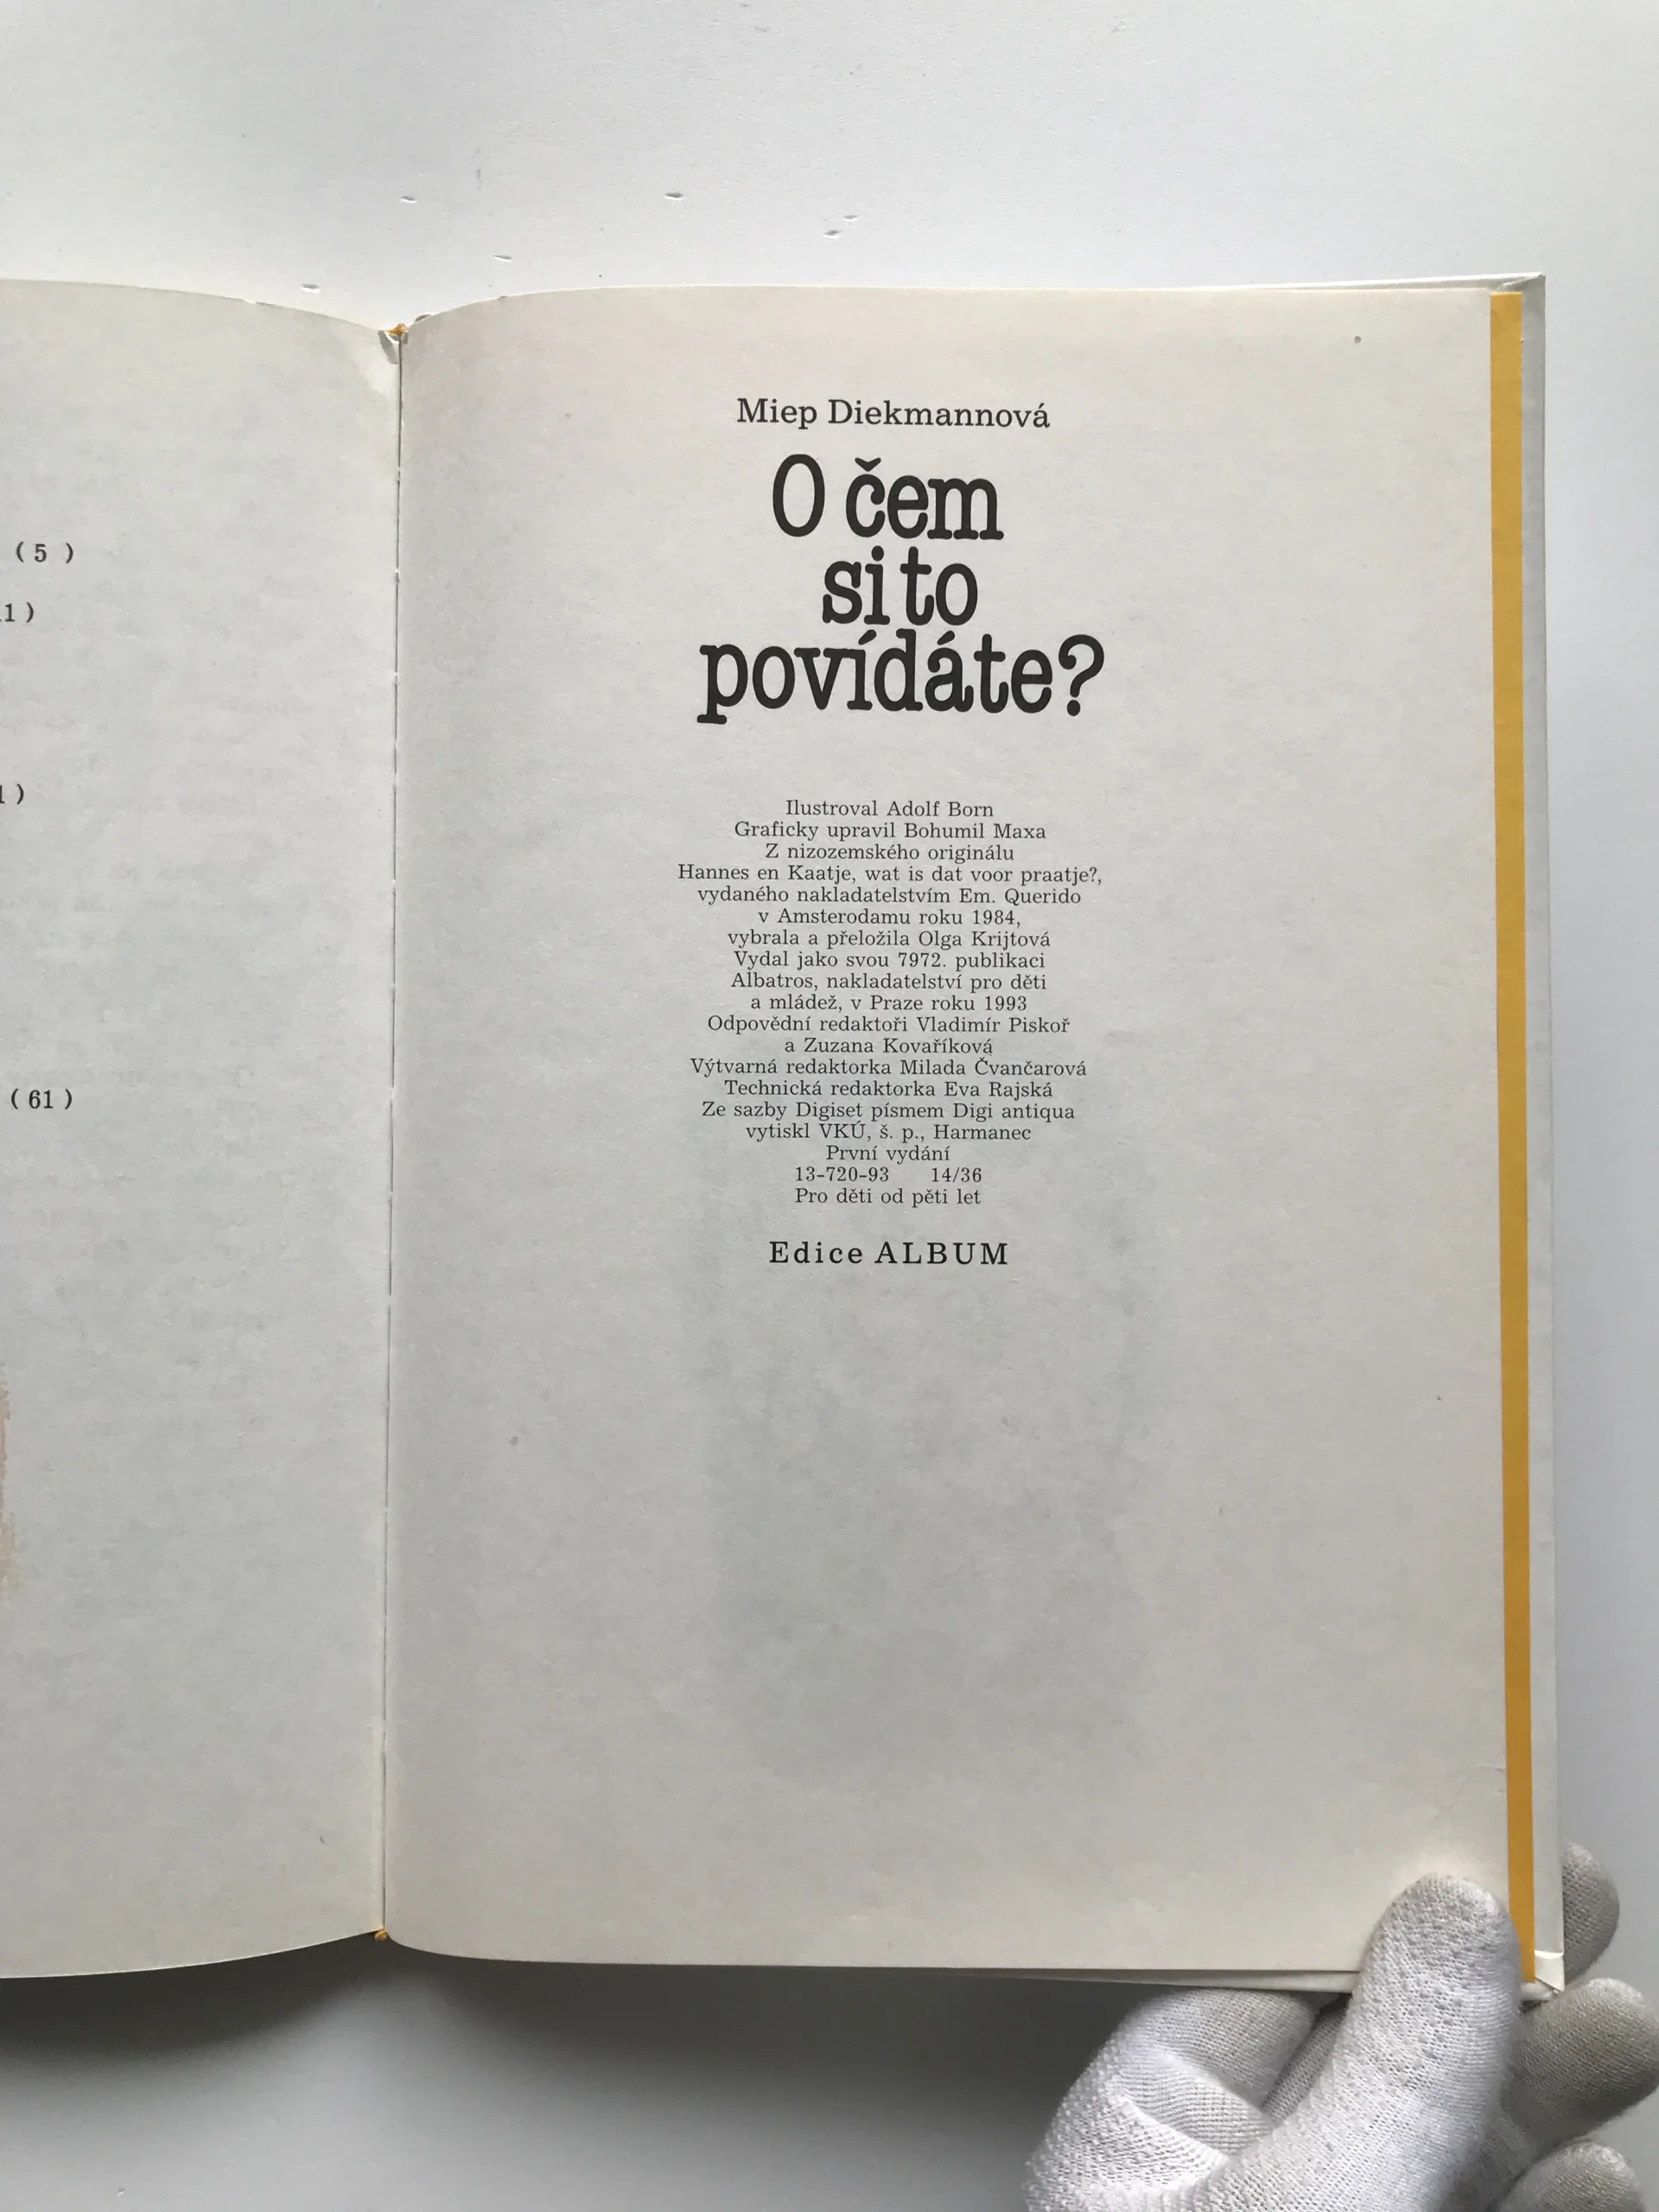 ( 5 )
1 )
)
( 61 )
Miep Diekmannová
O čem
si to
povídáte?
Ilustroval Adolf Born
Graficky upravil Bohumil Maxa
Z nizozemského originálu
Hannes en Kaatje, wat is dat voor praatje?,
vydaného nakladatelstvím Em. Querido
v Amsterodamu roku 1984,
vybrala a přeložila Olga Krijtová
Vydal jako svou 7972. publikaci
Albatros, nakladatelství pro děti
a mládež, v Praze roku 1993
Odpovědní redaktoři Vladimír Piskoř
a Zuzana Kovaříková
Výtvarná redaktorka Milada Čvančarová
Technická redaktorka Eva Rajská
Ze sazby Digiset písmem Digi antiqua
vytiskl VKÚ, š. p., Harmanec
První vydání
13-720-93 14/36
Pro děti od pěti let
Edice ALBUM